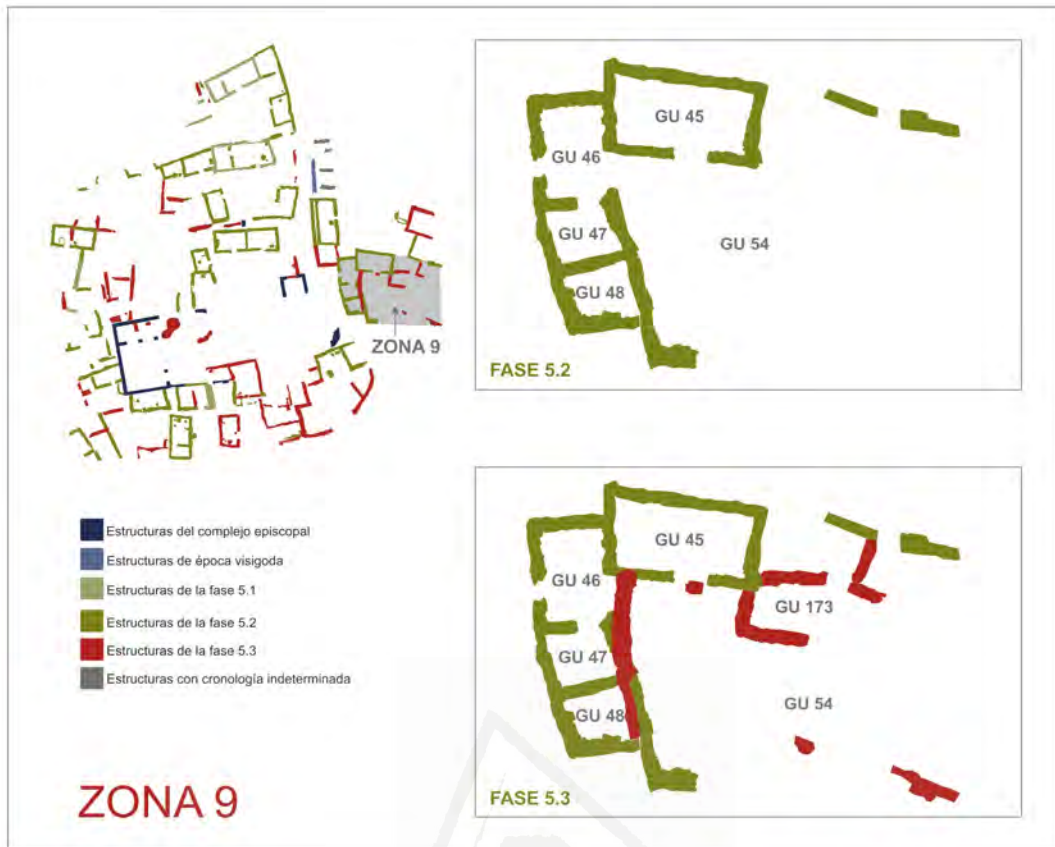 ZONA 9
Estructuras del complejo episcopal
Estructuras de época visigoda
Estructuras de la fase 5.1
Estructuras de la fase 5.2
Estructuras de la fase 5.3
Estructuras con cronología indeterminada
ZONA 9
GU 45
GU 46
GU 47
GU 54
GU 48
FASE 5.2
GU 45
GU 46
GU 173
GU 47
GU 54
GU 48
FASE 5.3